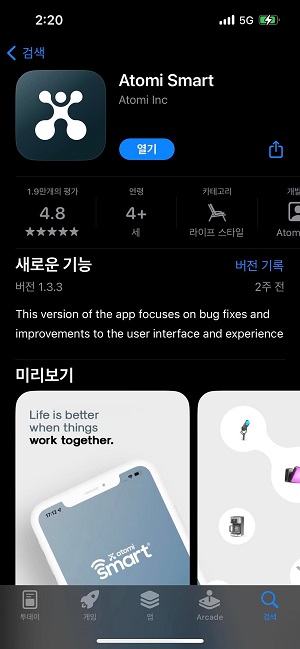 2:20
5G
검색
Atomi Smart
Atomi Inc
열기
1.9만개의 평가
연령
카테고리
개발
4.8
4+
세
라이프 스타일
Atom
새로운 기능
버전 기록
버전 1.3.3
2주 전
This version of the app focuses on bug fixes and
improvements to the user interface and experience
미리보기
Life is better
when things
work together.
17:12
atomi
smart
투데이
게임
앱
Arcade
검색